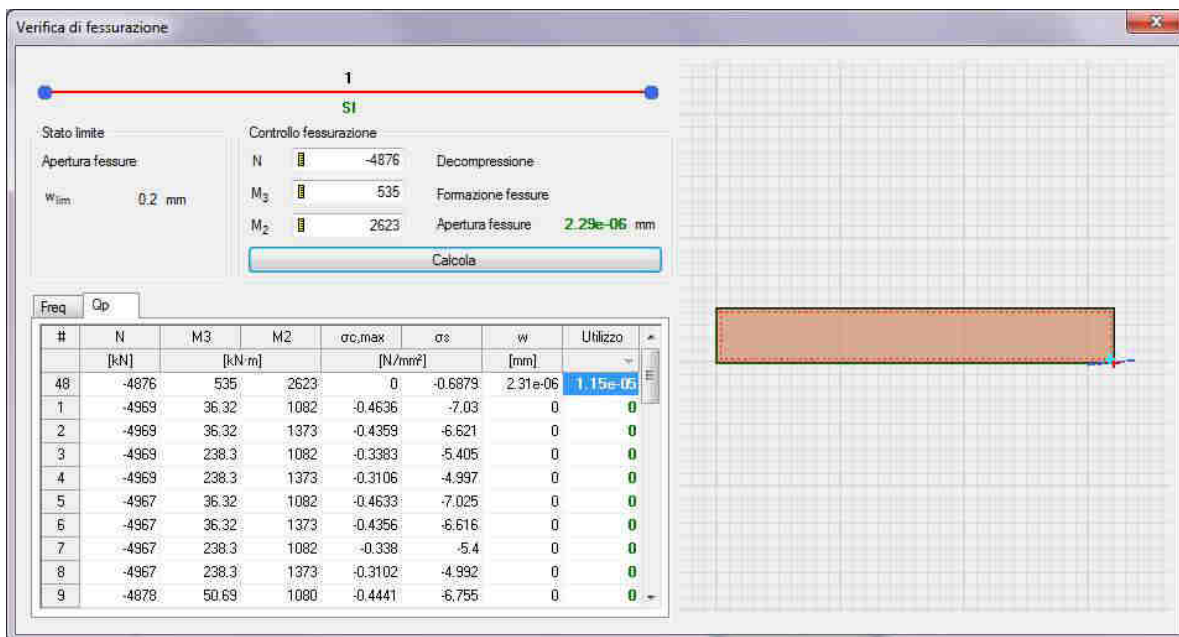 Verifica di fessurazione
1
SI
Stato limite
Apertura fessure
wlim 0.2 mm
Controllo fessurazione
N -4876 Decompressione
M3 535 Formazione fessure
M2 2623 Apertura fessure 2.29e-06 mm
Calcola
Freq Qp
# N M3 M2 σc,max σs w Utilizzo
[kN] [kN·m] [N/mm²] [mm]
48 -4876 535 2623 0 -0.6879 2.31e-06 1.15e-05
1 -4969 36.32 1082 -0.4636 -7.03 0 0
2 -4969 36.32 1373 -0.4359 -6.621 0 0
3 -4969 238.3 1082 -0.3383 -5.405 0 0
4 -4969 238.3 1373 -0.3106 -4.997 0 0
5 -4967 36.32 1082 -0.4633 -7.025 0 0
6 -4967 36.32 1373 -0.4356 -6.616 0 0
7 -4967 238.3 1082 -0.338 -5.4 0 0
8 -4967 238.3 1373 -0.3102 -4.992 0 0
9 -4878 50.69 1080 -0.4441 -6.755 0 0